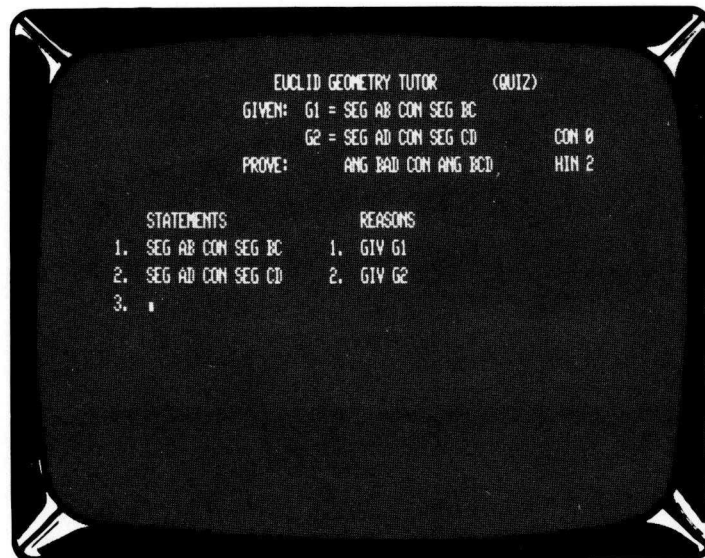 EUCLID GEOMETRY TUTOR (QUIZ)
GIVEN: G1 = SEG AB CON SEG BC
G2 = SEG AD CON SEG CD CON 0
PROVE: ANG BAD CON ANG BCD HIN 2
STATEMENTS REASONS
1. SEG AB CON SEG BC 1. GIV G1
2. SEG AD CON SEG CD 2. GIV G2
3.